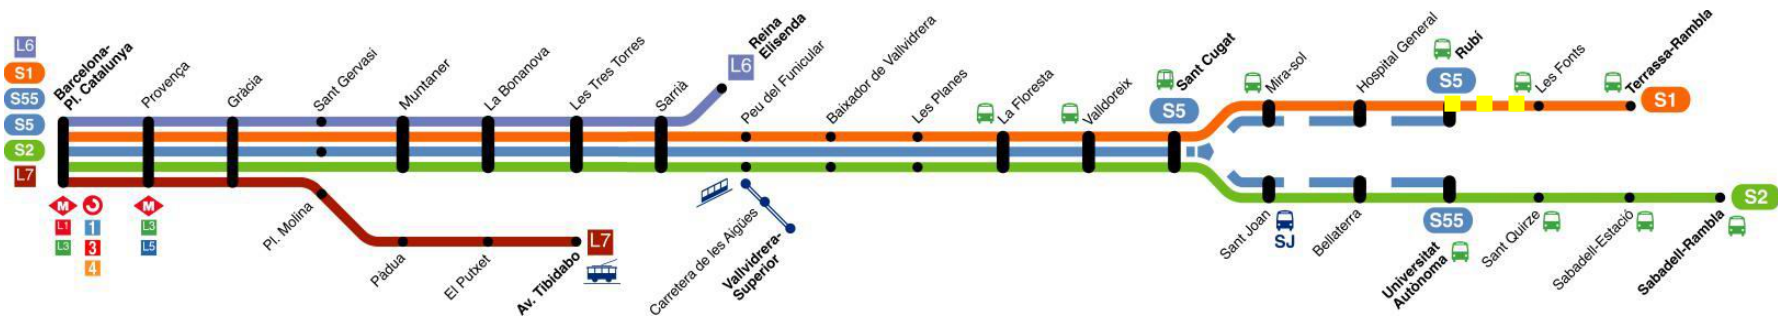 L6
S1
S55
S5
S2
L7
Barcelona-
Pl. Catalunya
Provença
Gràcia
Sant Gervasi
Muntaner
La Bonanova
Les Tres Torres
Sarrià
Reina
Elisenda
L6
Peu del Funicular
Baixador de Vallvidrera
Les Planes
La Floresta
Valldoreix
Sant Cugat
S5
Mira-sol
Hospital General
Rubí
S5
Les Fonts
Terrassa-Rambla
S1
M
L1
L3
1
3
4
M
L3
L5
Pl. Molina
Pàdua
El Putxet
Av. Tibidabo
L7
Carretera de les Aigües
Vallvidrera-
Superior
Sant Joan
SJ
Bellaterra
S55
Universitat
Autònoma
Sant Quirze
Sabadell-Estació
Sabadell-Rambla
S2